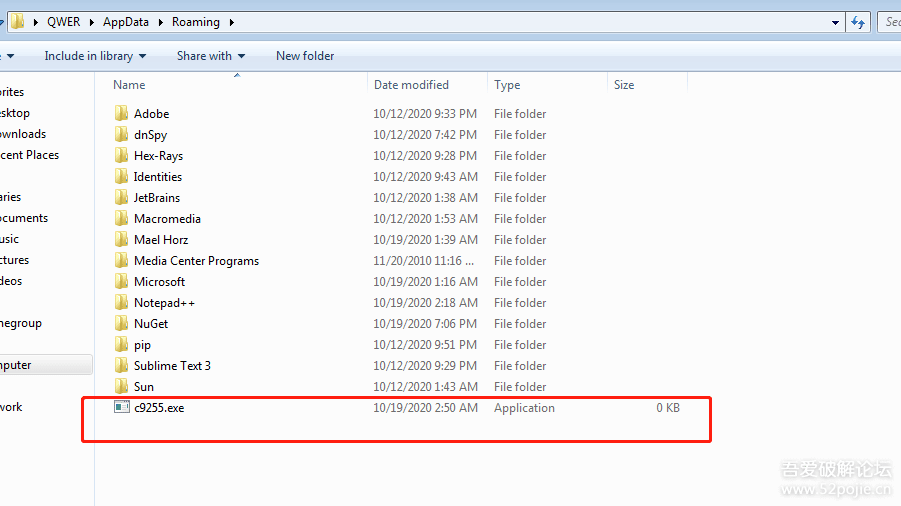 QWER AppData Roaming
Include in library Share with New folder
Name Date modified Type Size
Adobe 10/12/2020 9:33 PM File folder
dnSpy 10/12/2020 7:42 PM File folder
Hex-Rays 10/12/2020 9:28 PM File folder
Identities 10/12/2020 9:43 AM File folder
JetBrains 10/12/2020 1:38 AM File folder
Macromedia 10/12/2020 1:53 AM File folder
Mael Horz 10/19/2020 1:39 AM File folder
Media Center Programs 11/20/2010 11:16 ... File folder
Microsoft 10/19/2020 1:16 AM File folder
Notepad++ 10/19/2020 2:18 AM File folder
NuGet 10/19/2020 7:06 PM File folder
pip 10/12/2020 9:51 PM File folder
Sublime Text 3 10/12/2020 9:29 PM File folder
Sun 10/12/2020 1:43 AM File folder
c9255.exe 10/19/2020 2:50 AM Application 0 KB
orites
esktop
ownloads
cent Places
aries
ocuments
usic
ctures
deos
megroup
mputer
work
吾爱破解论坛
www.52pojie.cn